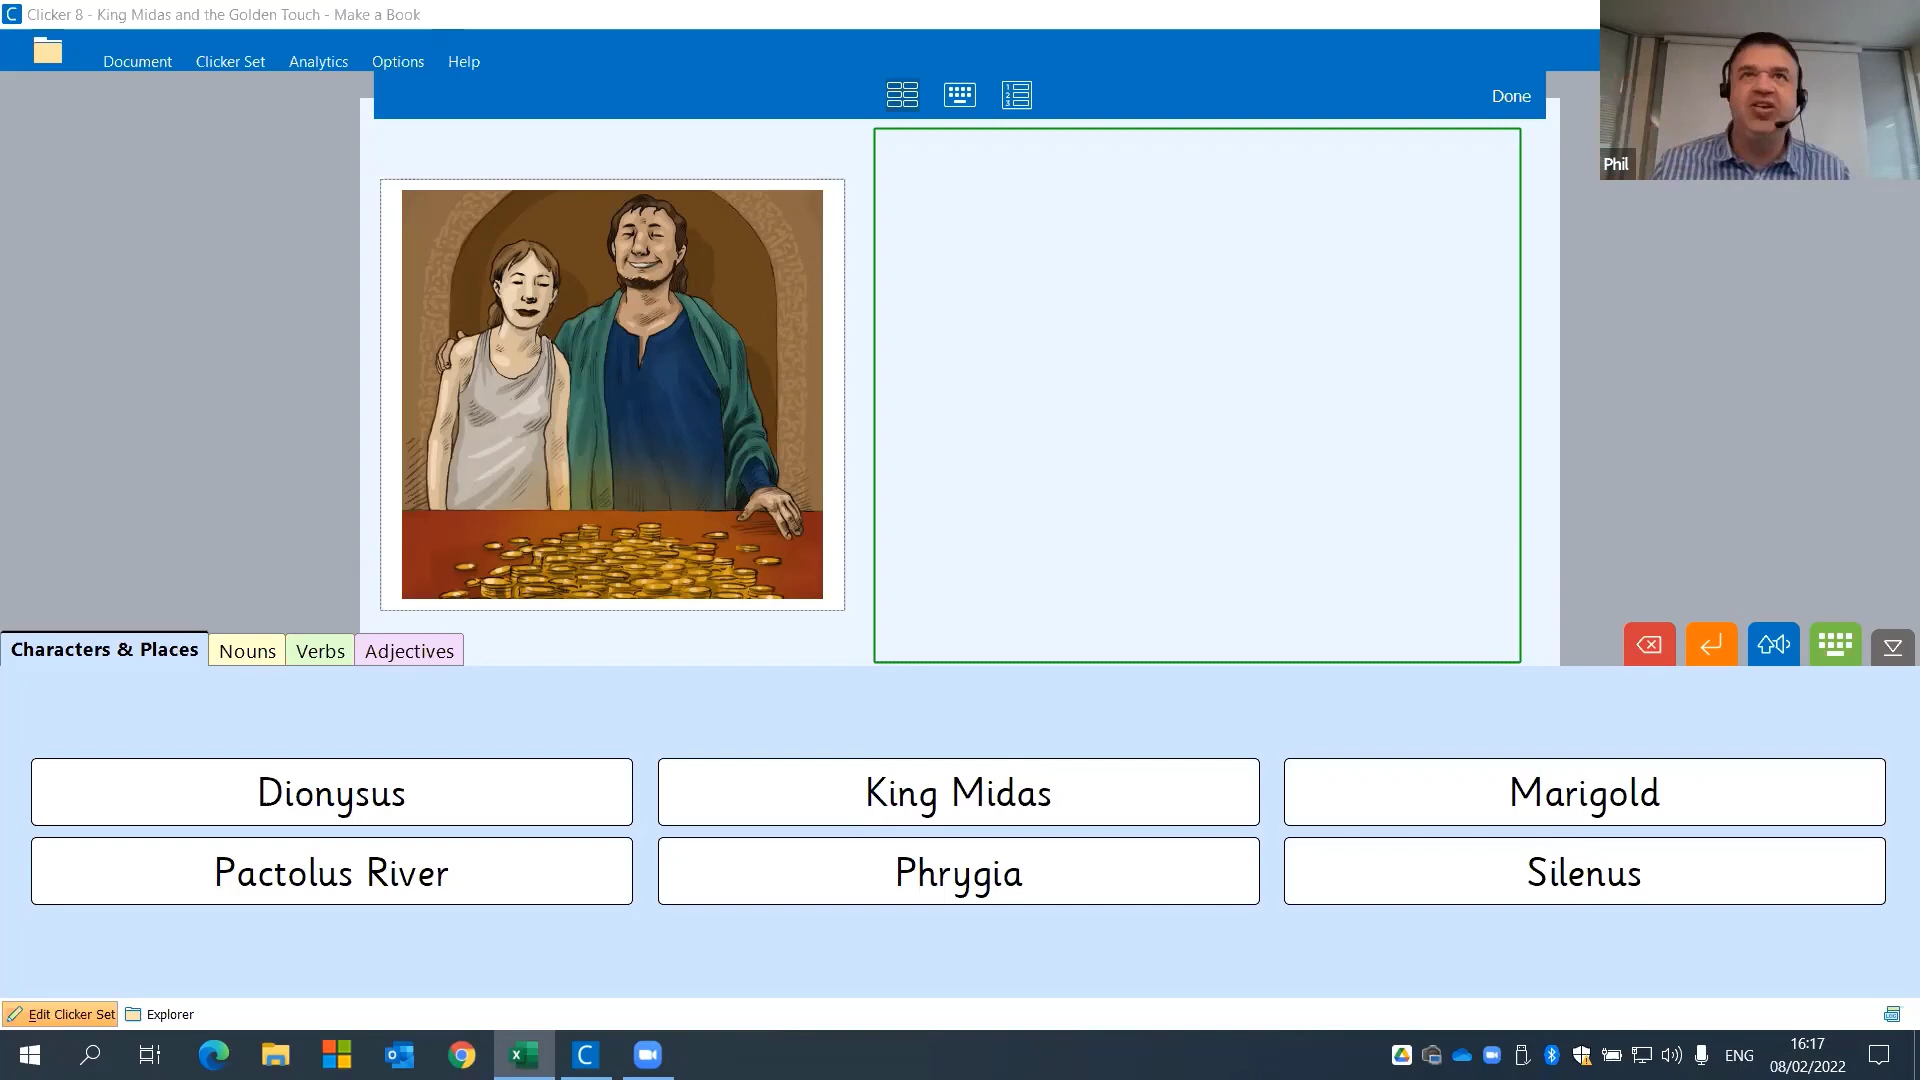 Clicker 8 - King Midas and the Golden Touch - Make a Book
Document Clicker Set Analytics Options Help
Done
Phil
Characters & Places Nouns Verbs Adjectives
Dionysus King Midas Marigold
Pactolus River Phrygia Silenus
Edit Clicker Set Explorer
ENG
16:17
08/02/2022